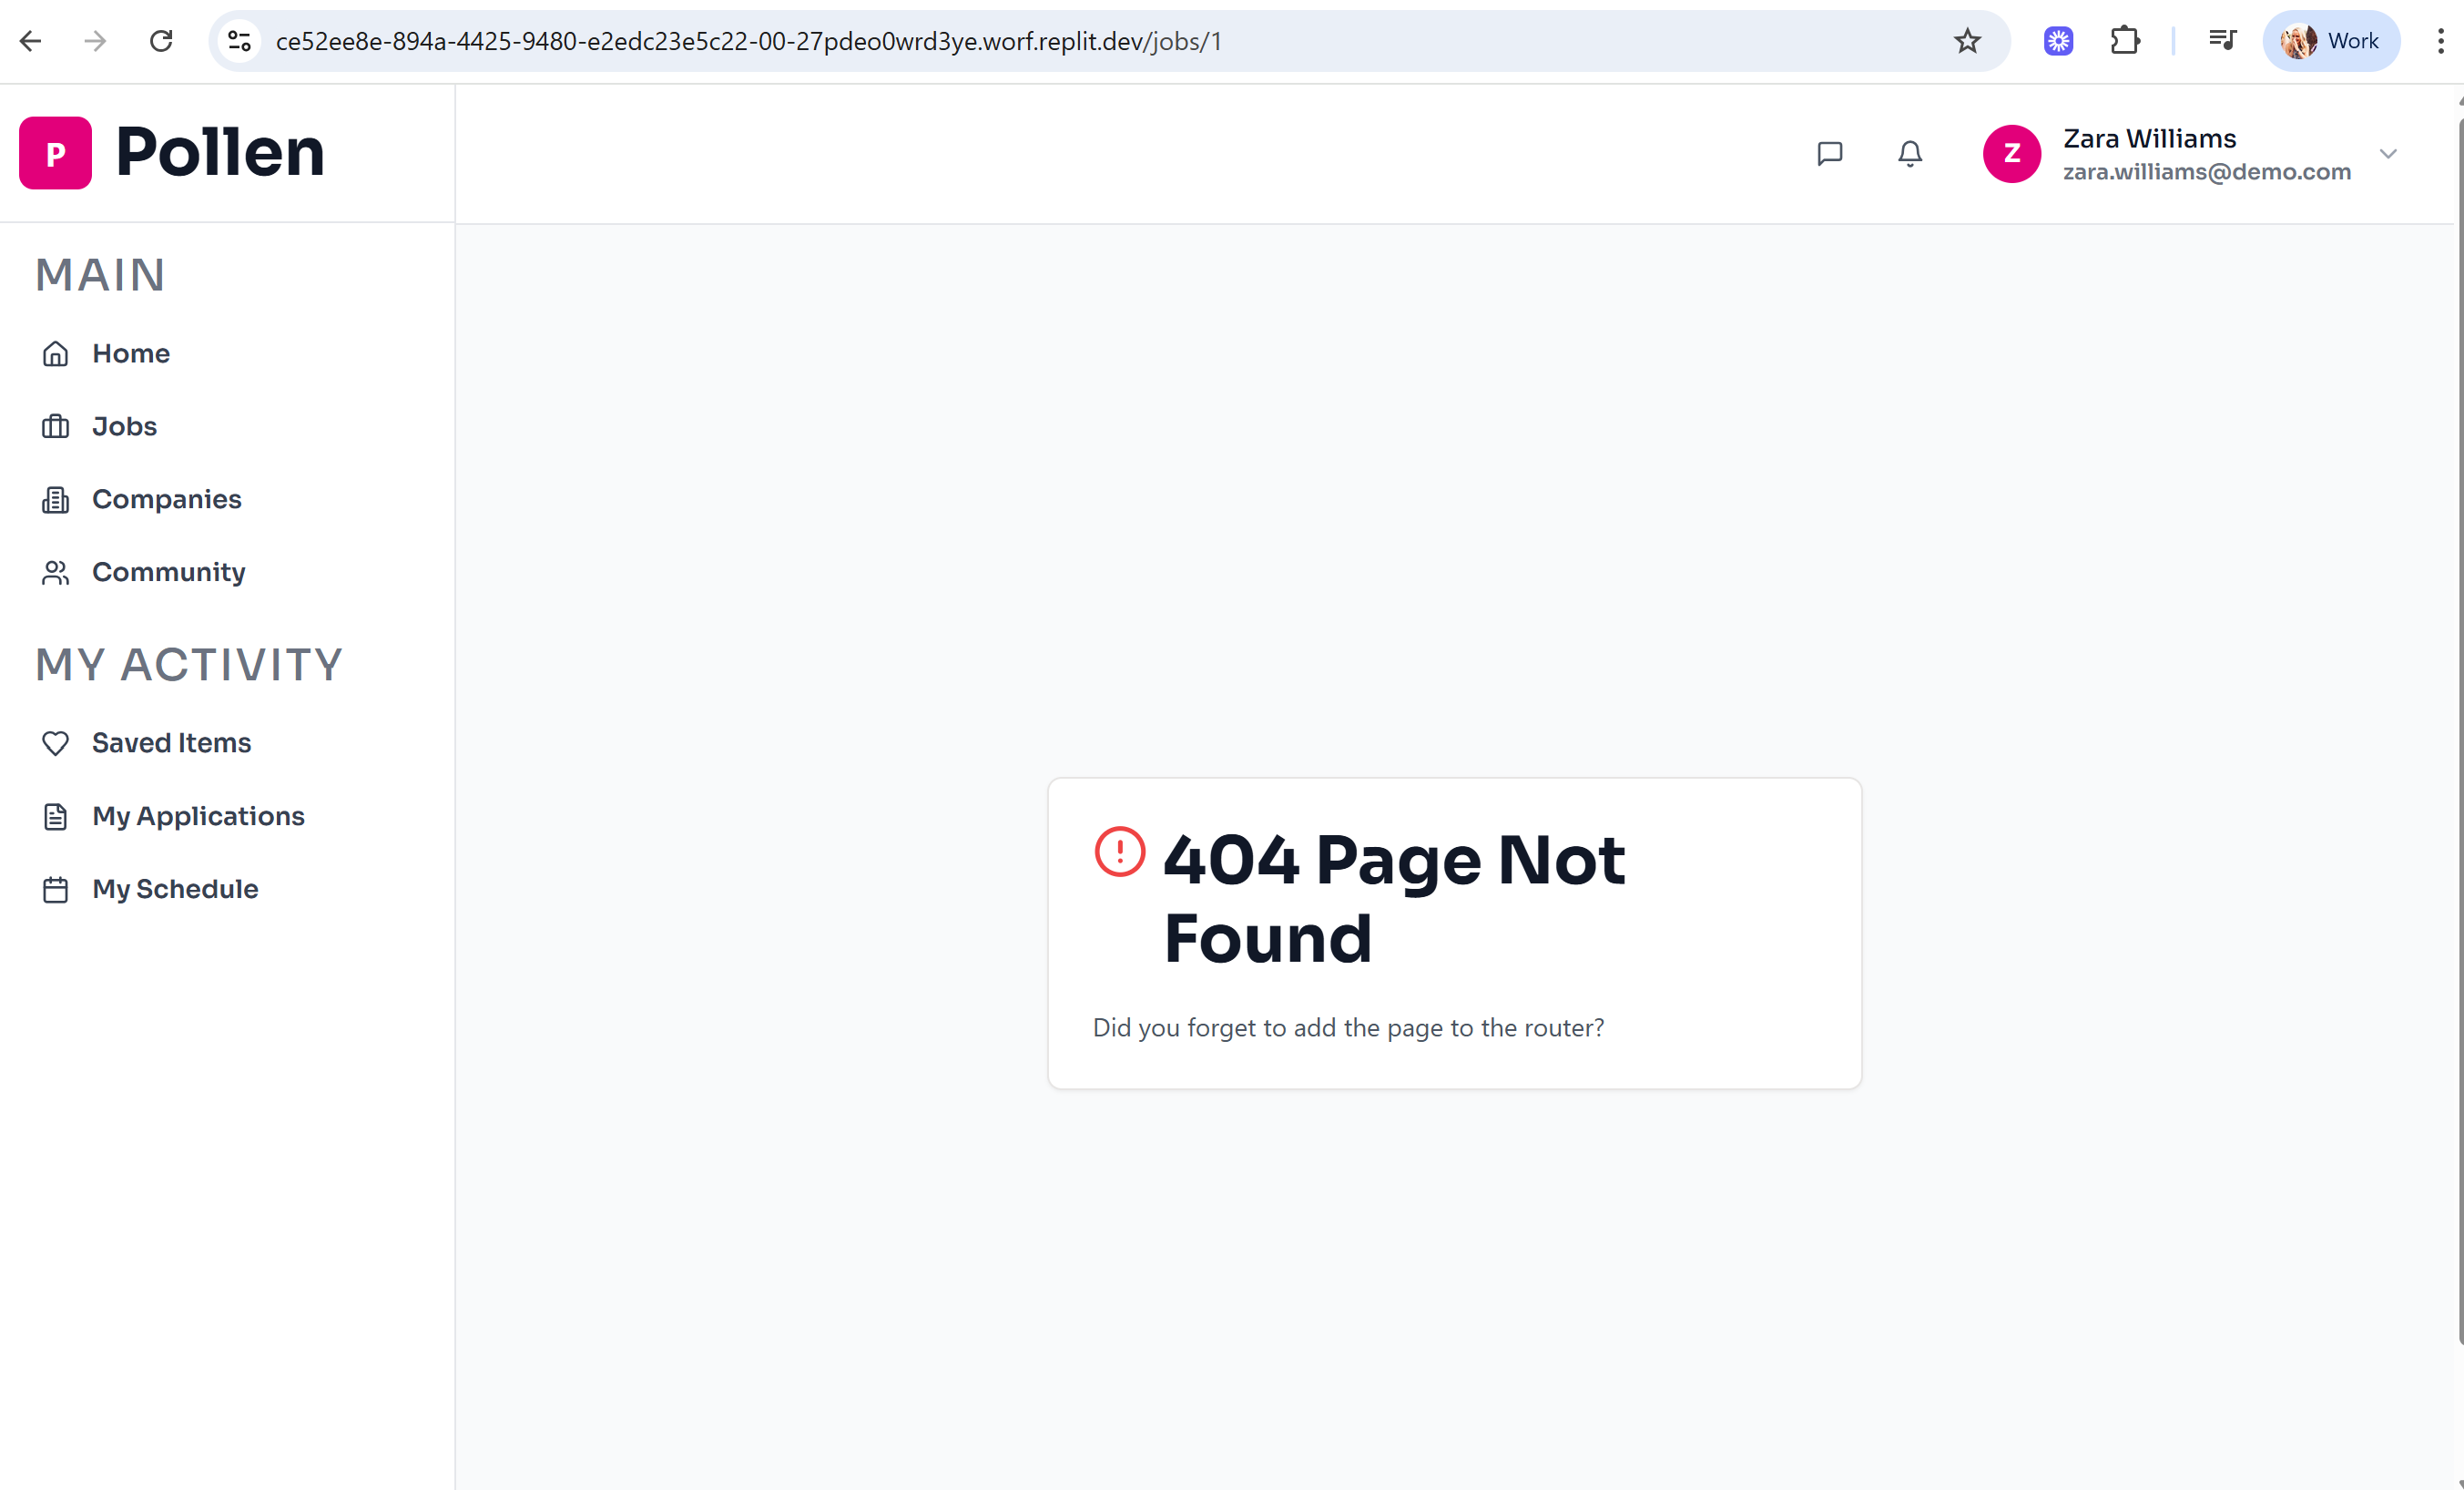 ce52ee8e-894a-4425-9480-e2edc23e5c22-00-27pdeo0wrd3ye.worf.replit.dev/jobs/1
Work
P
Pollen
Z
Zara Williams
zara.williams@demo.com
MAIN
Home
Jobs
Companies
Community
MY ACTIVITY
Saved Items
My Applications
My Schedule
404 Page Not
Found
Did you forget to add the page to the router?